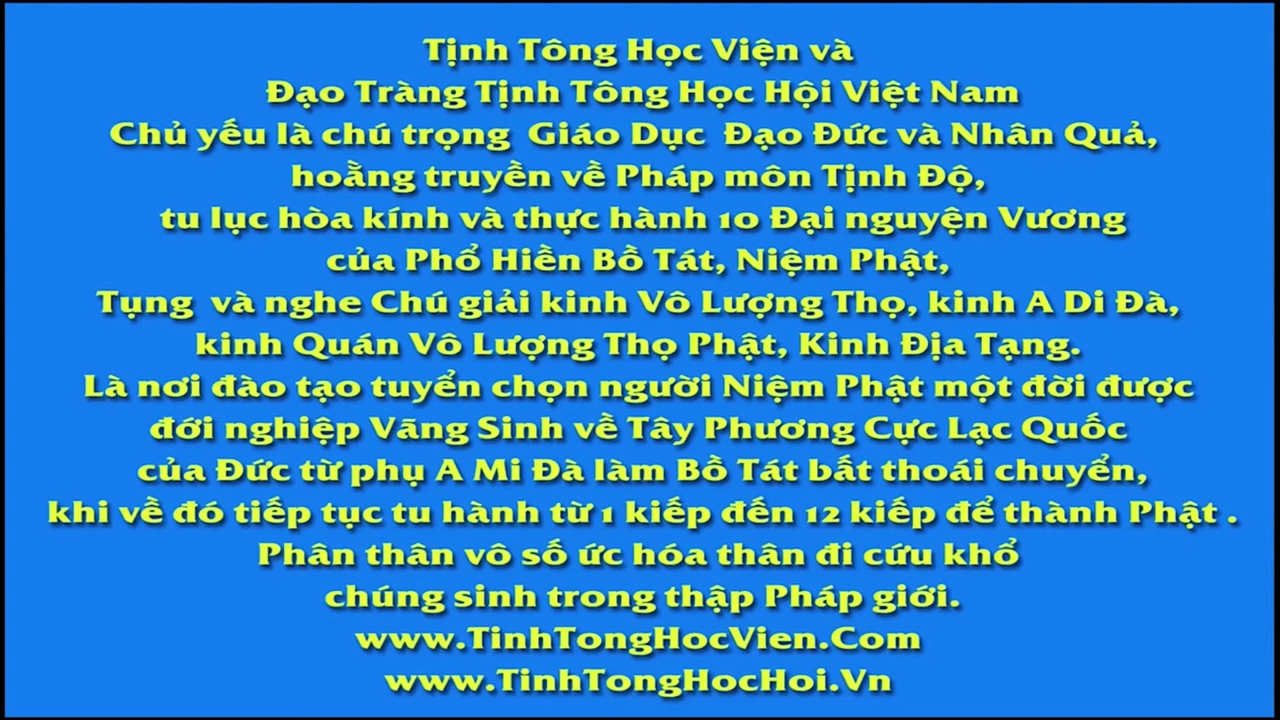 Tịnh Tông Học Viện và
Đạo Tràng Tịnh Tông Học Hội Việt Nam
Chủ yếu là chú trọng Giáo Dục Đạo Đức và Nhân Quả,
hoằng truyền về Pháp môn Tịnh Độ,
tu lục hòa kính và thực hành 10 Đại nguyện Vương
của Phổ Hiền Bồ Tát, Niệm Phật,
Tụng và nghe Chú giải kinh Vô Lượng Thọ, kinh A Di Đà,
kinh Quán Vô Lượng Thọ Phật, Kinh Địa Tạng.
Là nơi đào tạo tuyển chọn người Niệm Phật một đời được
đới nghiệp Vãng Sinh về Tây Phương Cực Lạc Quốc
của Đức từ phụ A Mi Đà làm Bồ Tát bất thoái chuyển,
khi về đó tiếp tục tu hành từ 1 kiếp đến 12 kiếp để thành Phật .
Phân thân vô số ức hóa thân đi cứu khổ
chúng sinh trong thập Pháp giới.
www.TinhTongHocVien.Com
www.TinhTongHocHoi.Vn